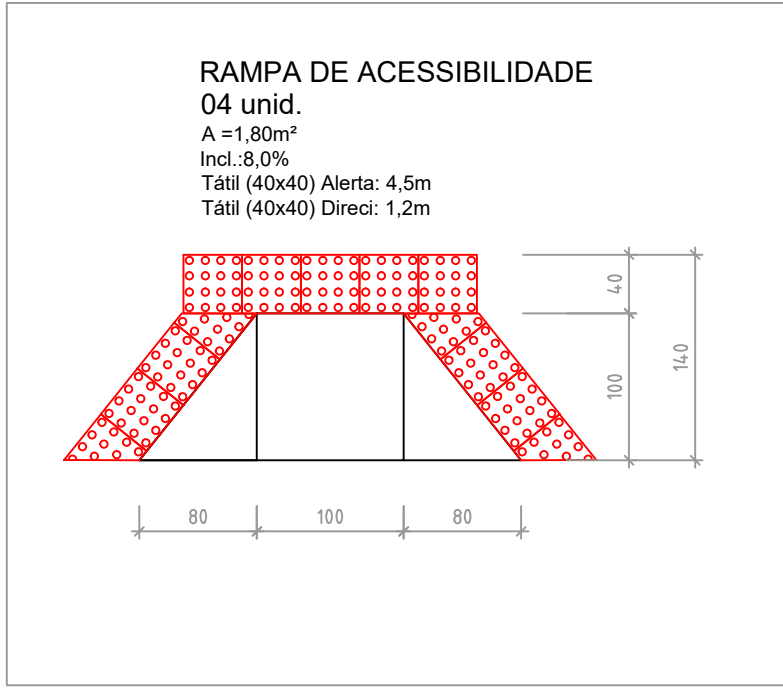 RAMPA DE ACESSIBILIDADE
04 unid.
A =1,80m²
Incl.:8,0%
Tátil (40x40) Alerta: 4,5m
Tátil (40x40) Direci: 1,2m
40
100
140
80 100 80